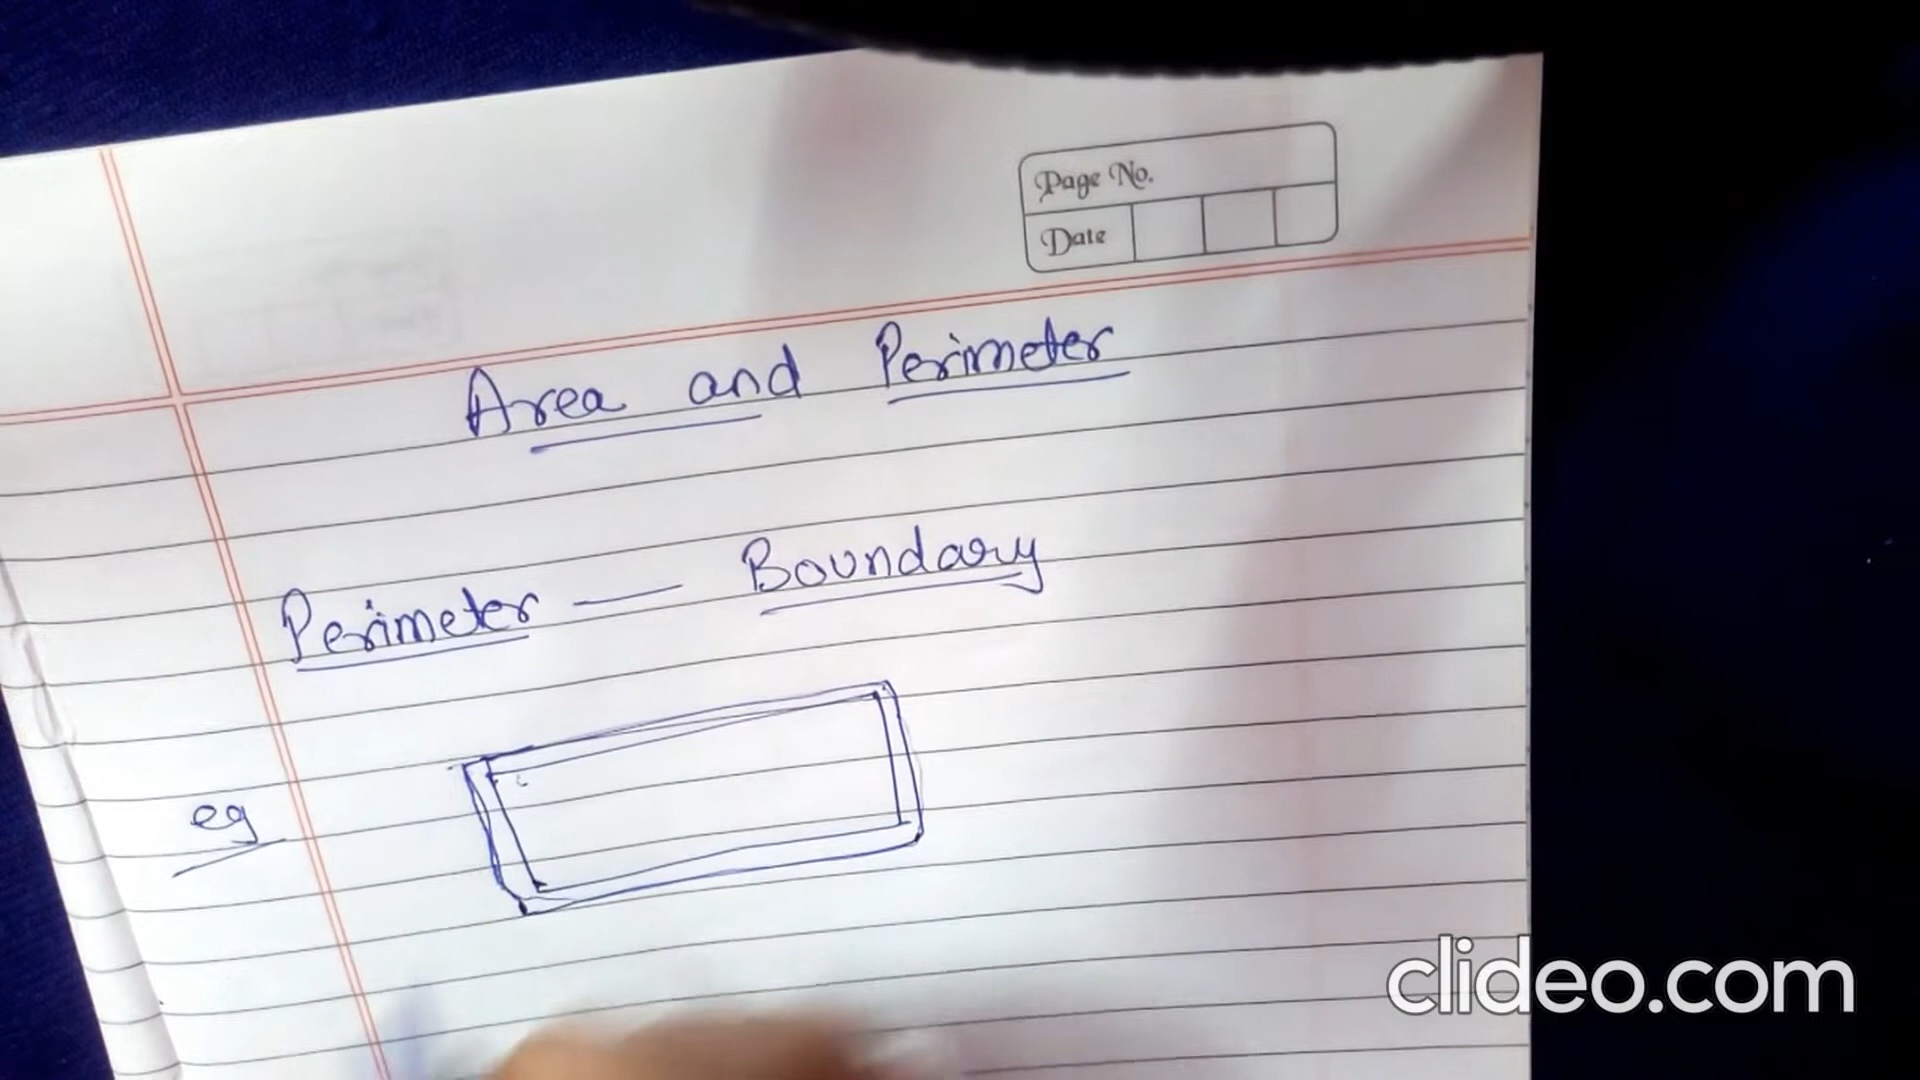 Page No.
Date
Area and Perimeter
Perimeter — Boundary
eg
clideo.com